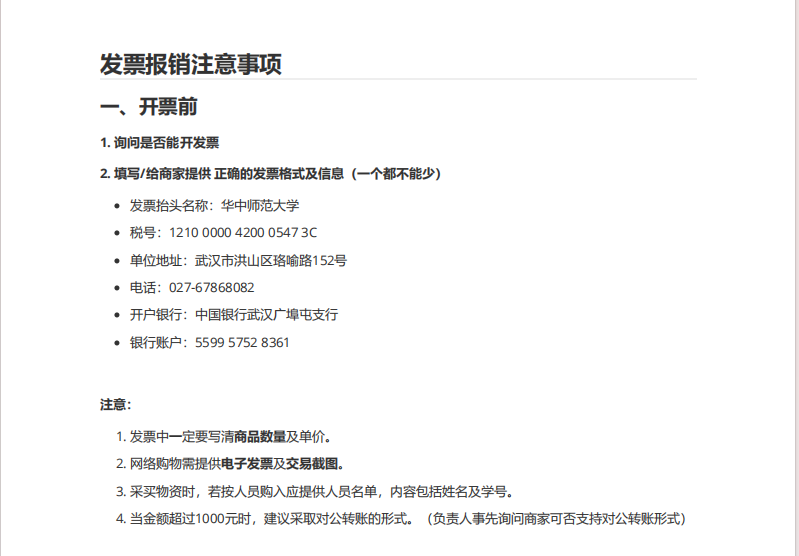 发票报销注意事项
一、开票前
1. 询问是否能开发票
2. 填写/给商家提供 正确的发票格式及信息（一个都不能少）
• 发票抬头名称：华中师范大学
• 税号：1210 0000 4200 0547 3C
• 单位地址：武汉市洪山区珞喻路152号
• 电话：027-67868082
• 开户银行：中国银行武汉广埠屯支行
• 银行账户：5599 5752 8361
注意：
1. 发票中一定要写清商品数量及单价。
2. 网络购物需提供电子发票及交易截图。
3. 采买物资时，若按人员购入应提供人员名单，内容包括姓名及学号。
4. 当金额超过1000元时，建议采取对公转账的形式。（负责人事先询问商家可否支持对公转账形式）